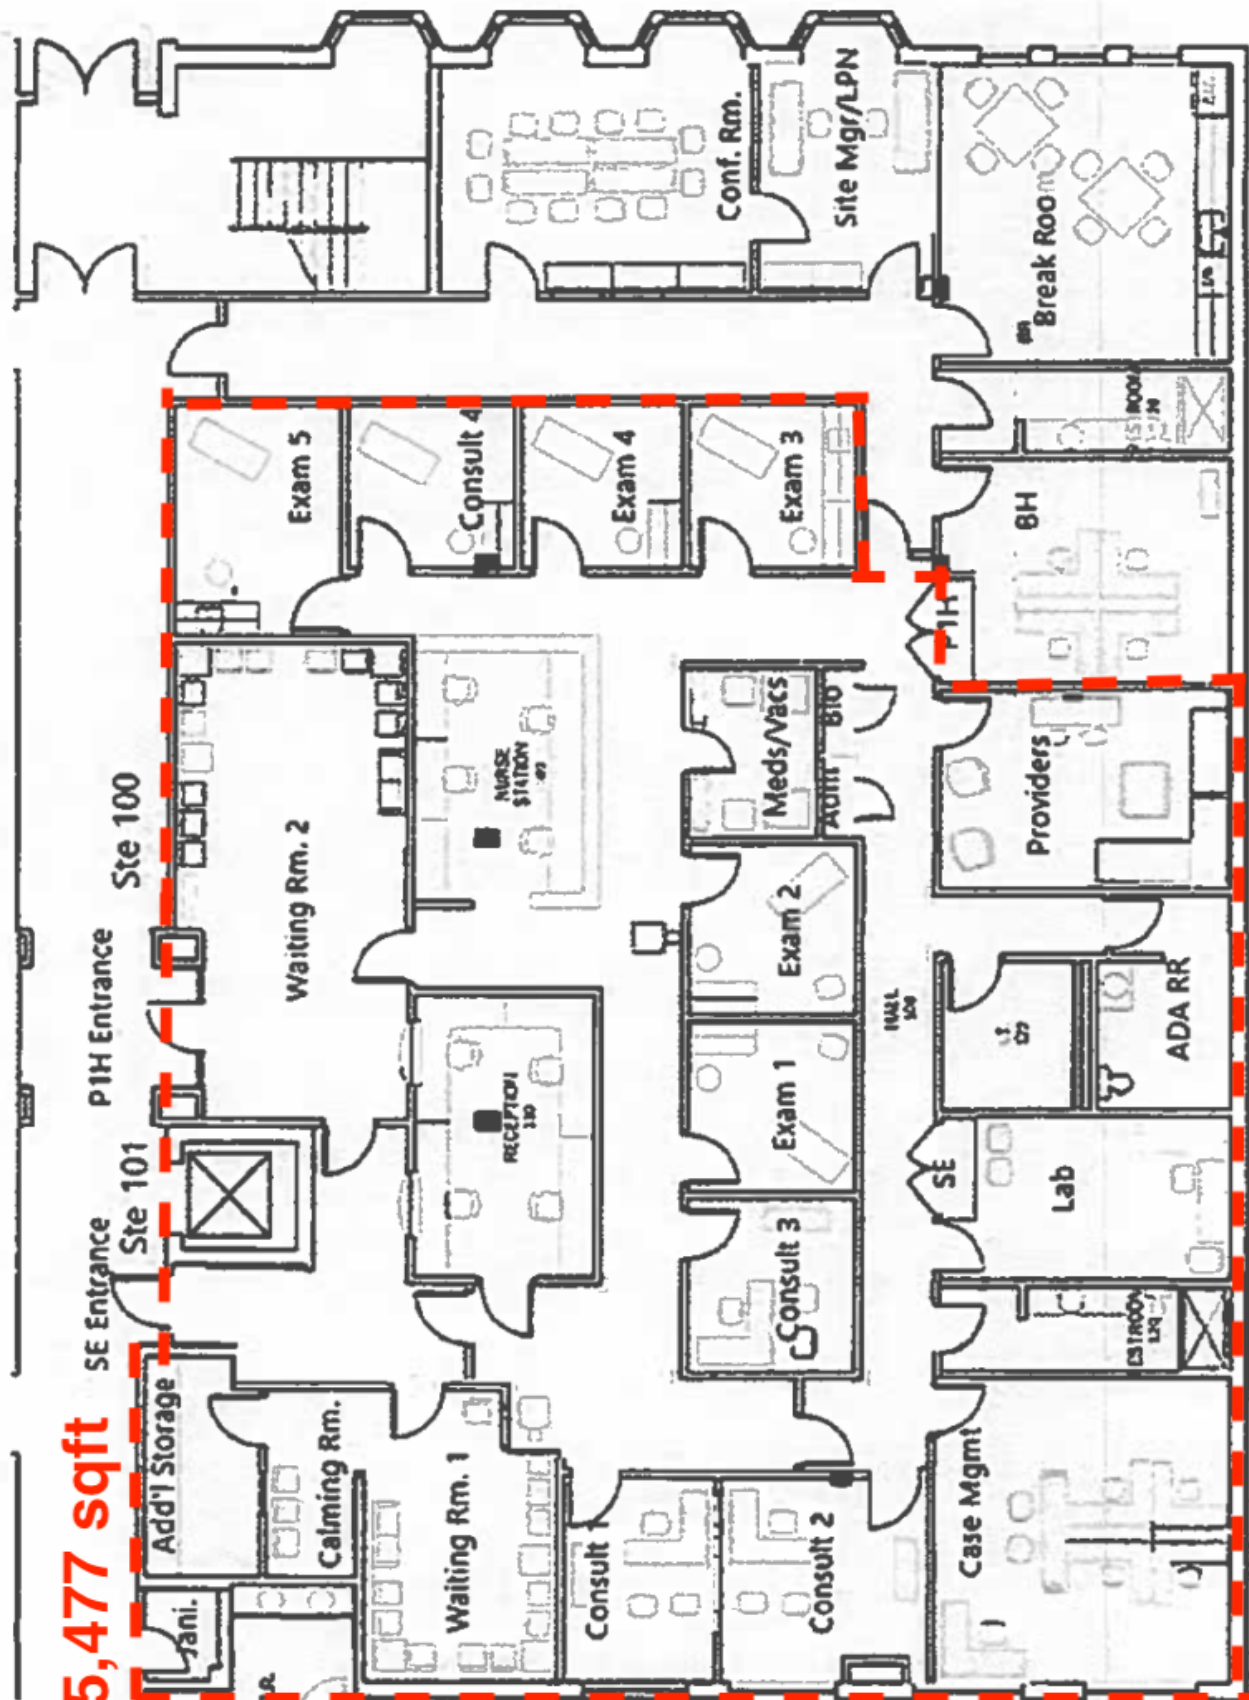 5,477 sqft
SE Entrance
Ste 101
P1H Entrance
Ste 100
Jani.
Add'l Storage
Calming Rm.
Waiting Rm. 1
Consult 1
Consult 2
Case Mgmt
Waiting Rm. 2
RECEPTION
NURSE
STATION
Consult 3
Exam 1
Exam 2
Meds/Vacs
Adm
Bio
HALL
Exam 5
Consult 4
Exam 4
Exam 3
SE
Lab
ADA RR
Providers
P1H
BH
Break Room
Conf. Rm.
Site Mgr/LPN